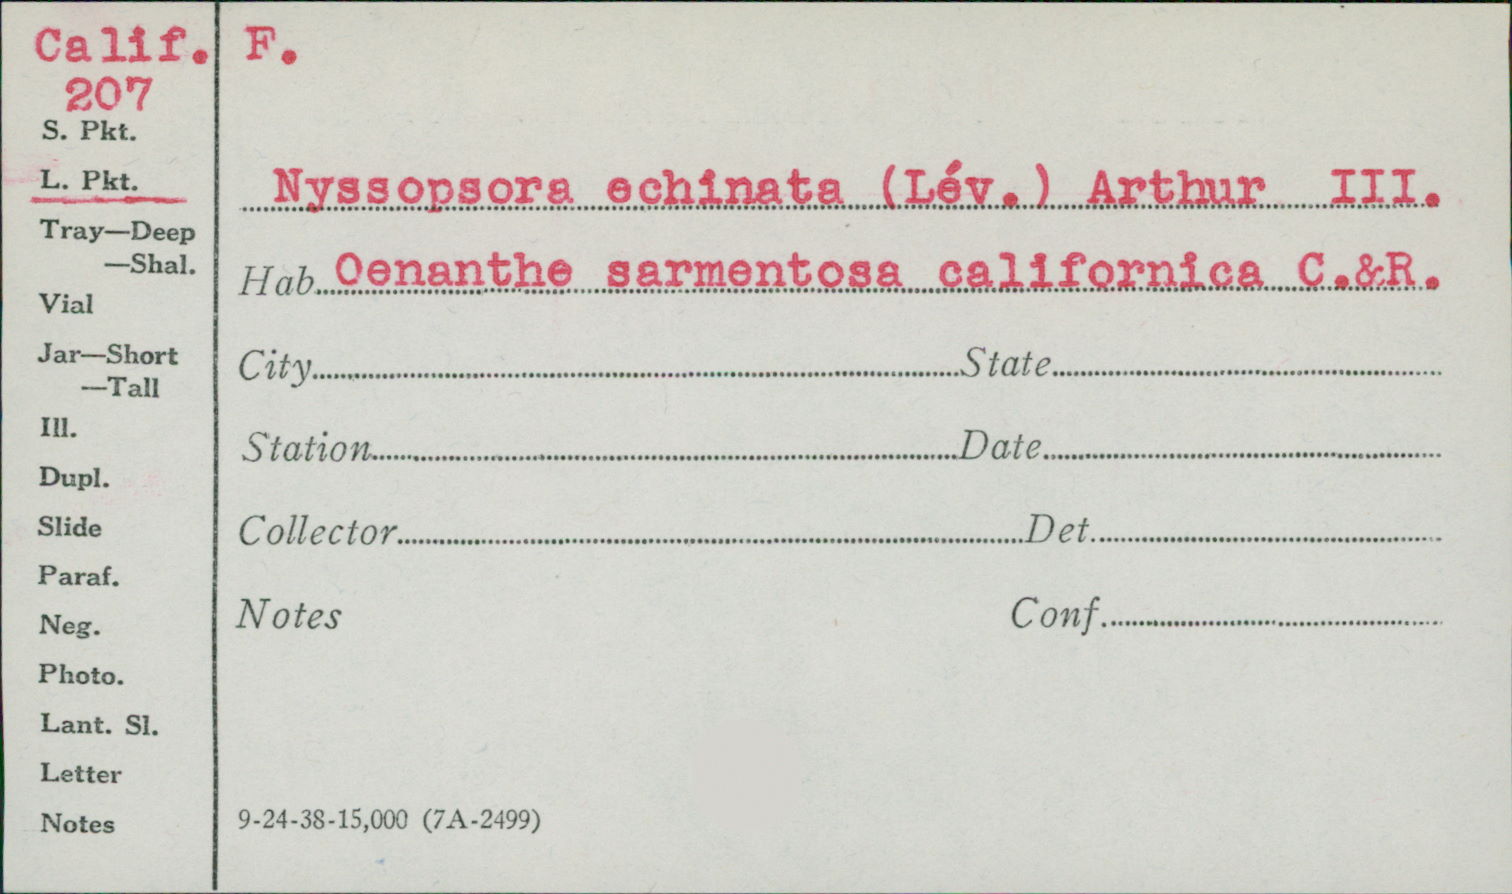 Calif. F.
207
S. Pkt.
L. Pkt.
Nyssopsora echinata (Lév.) Arthur III.
Tray—Deep
—Shal.
Hab. Oenanthe sarmentosa californica C.&R.
Vial
Jar—Short
—Tall
City State
Ill.
Station Date
Dupl.
Slide
Collector Det.
Paraf.
Neg.
Notes Conf.
Photo.
Lant. Sl.
Letter
Notes
9-24-38-15,000 (7A-2499)